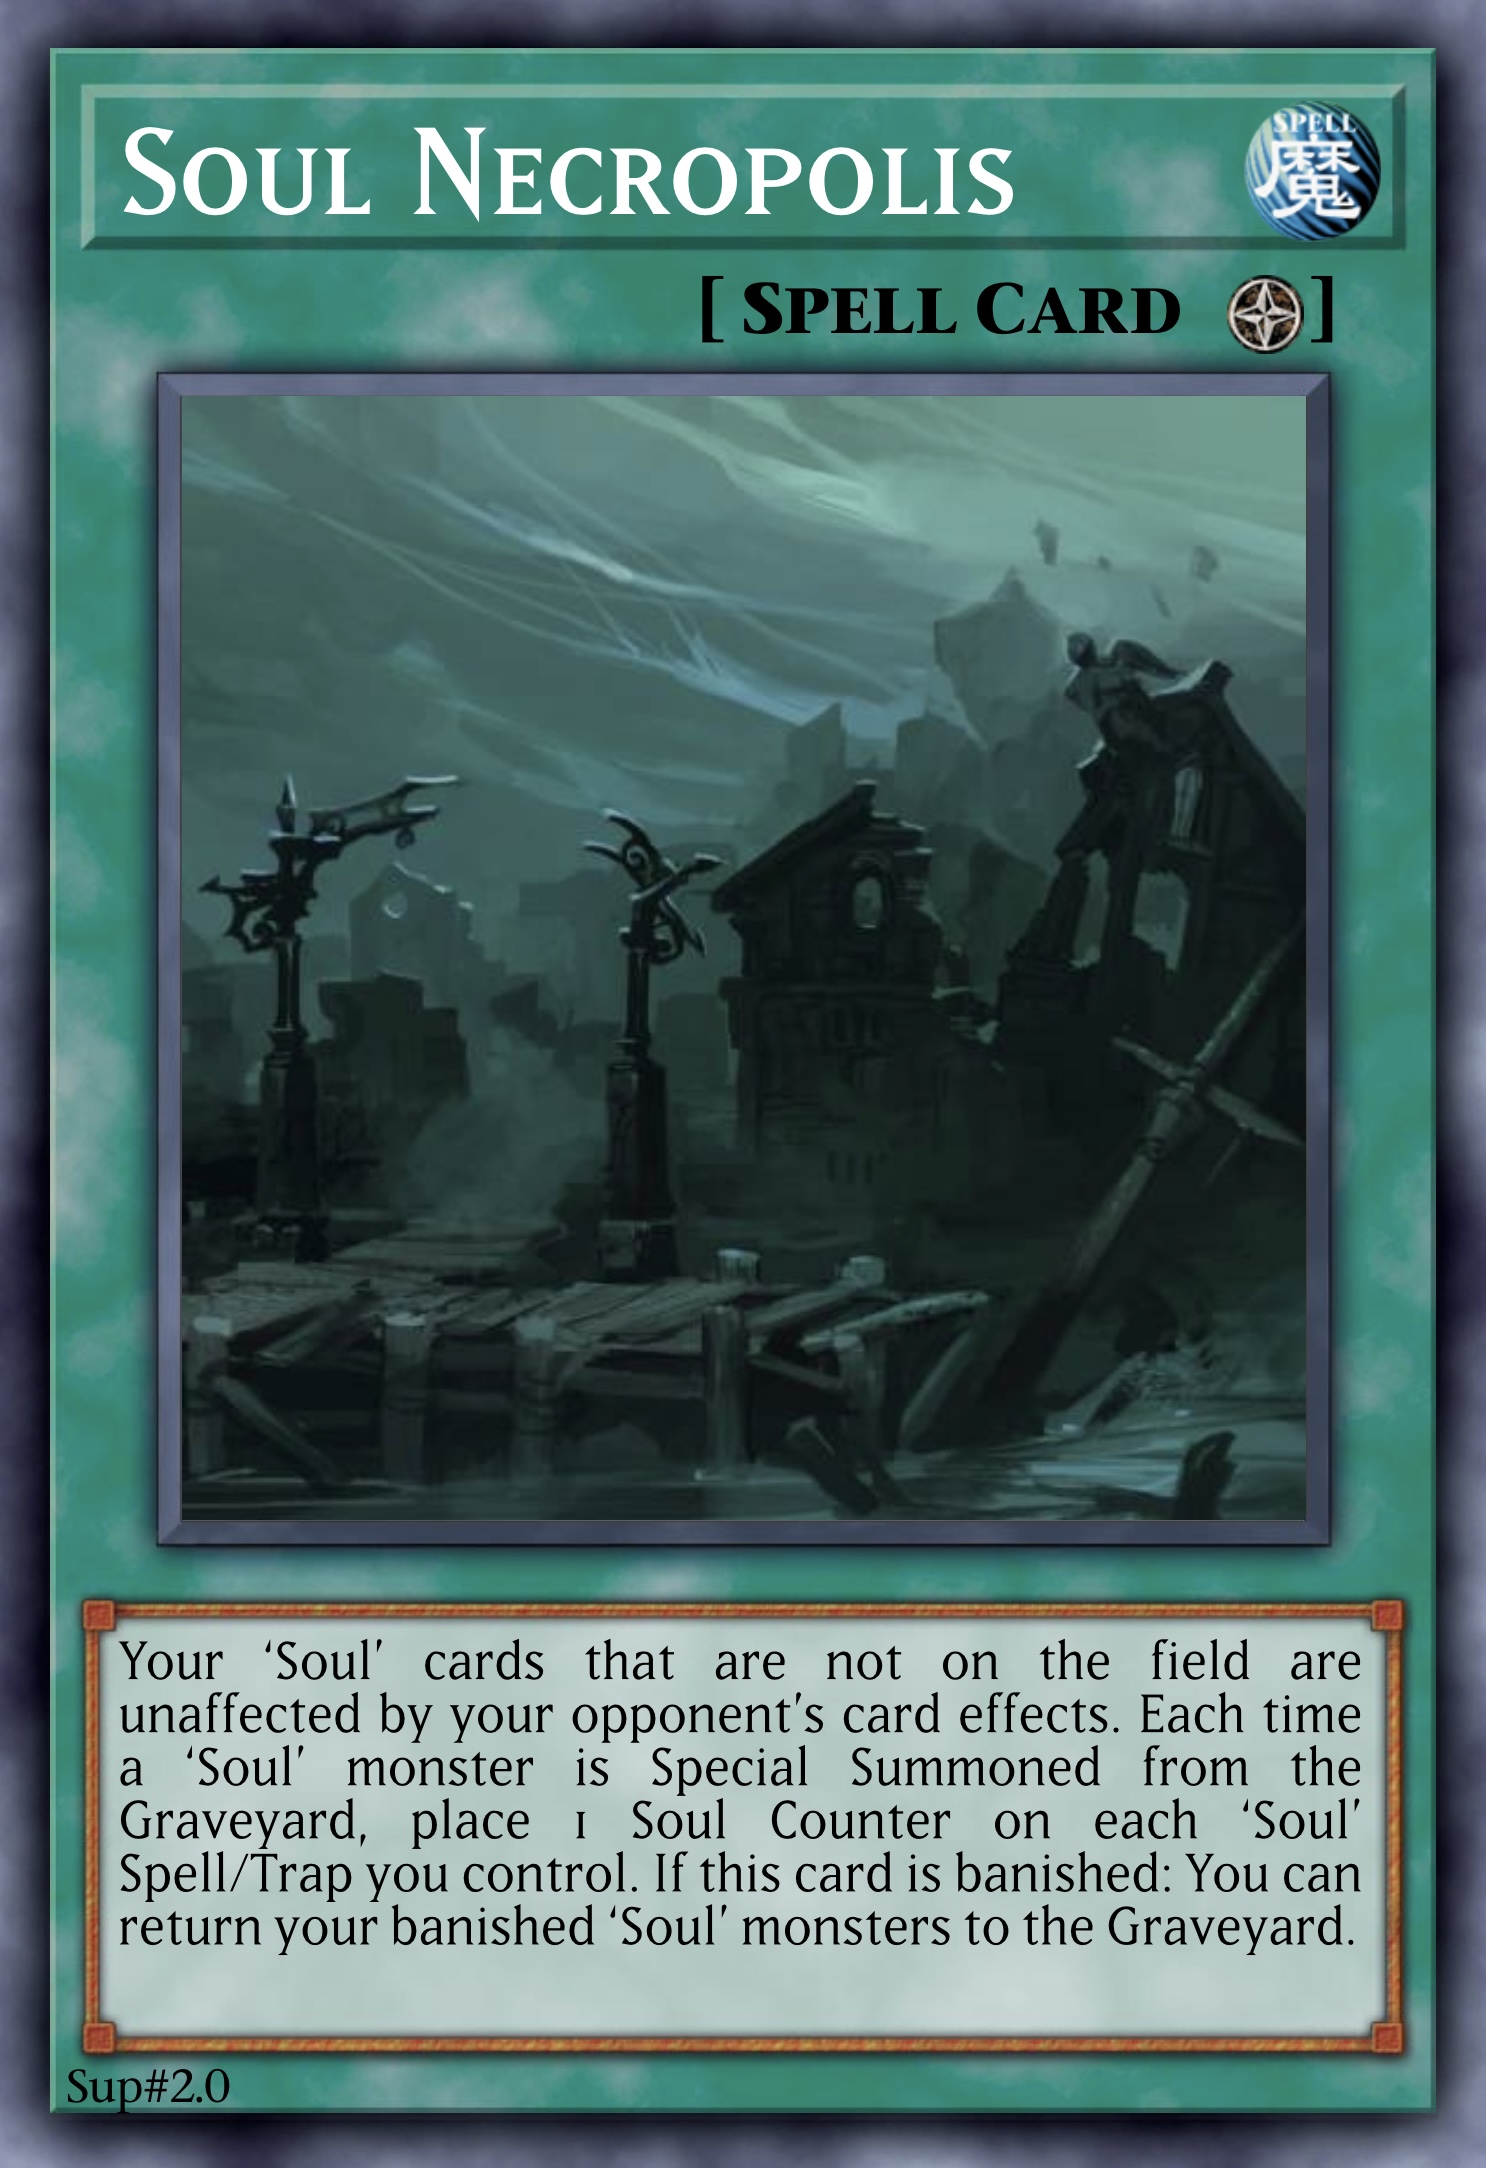 SOUL NECROPOLIS
SPELL
魔
[ SPELL CARD ]
Your ‘Soul’ cards that are not on the field are
unaffected by your opponent's card effects. Each time
a ‘Soul’ monster is Special Summoned from the
Graveyard, place 1 Soul Counter on each ‘Soul’
Spell/Trap you control. If this card is banished: You can
return your banished ‘Soul’ monsters to the Graveyard.
Sup#2.0